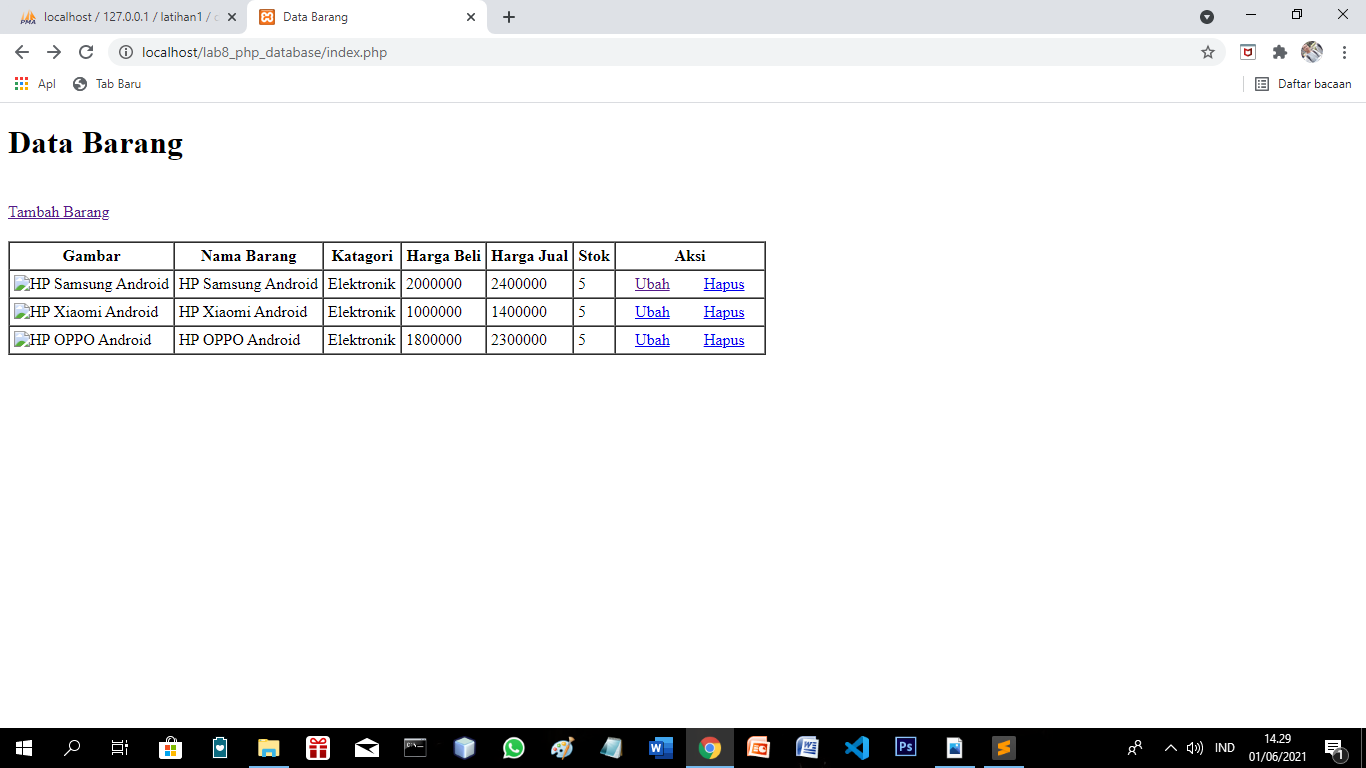 PMA localhost / 127.0.0.1 / latihan1 / Data Barang
localhost/lab8_php_database/index.php
Apl Tab Baru Daftar bacaan
Data Barang
Tambah Barang
Gambar Nama Barang Katagori Harga Beli Harga Jual Stok Aksi
HP Samsung Android HP Samsung Android Elektronik 2000000 2400000 5 Ubah Hapus
HP Xiaomi Android HP Xiaomi Android Elektronik 1000000 1400000 5 Ubah Hapus
HP OPPO Android HP OPPO Android Elektronik 1800000 2300000 5 Ubah Hapus
IND 14.29
01/06/2021 1